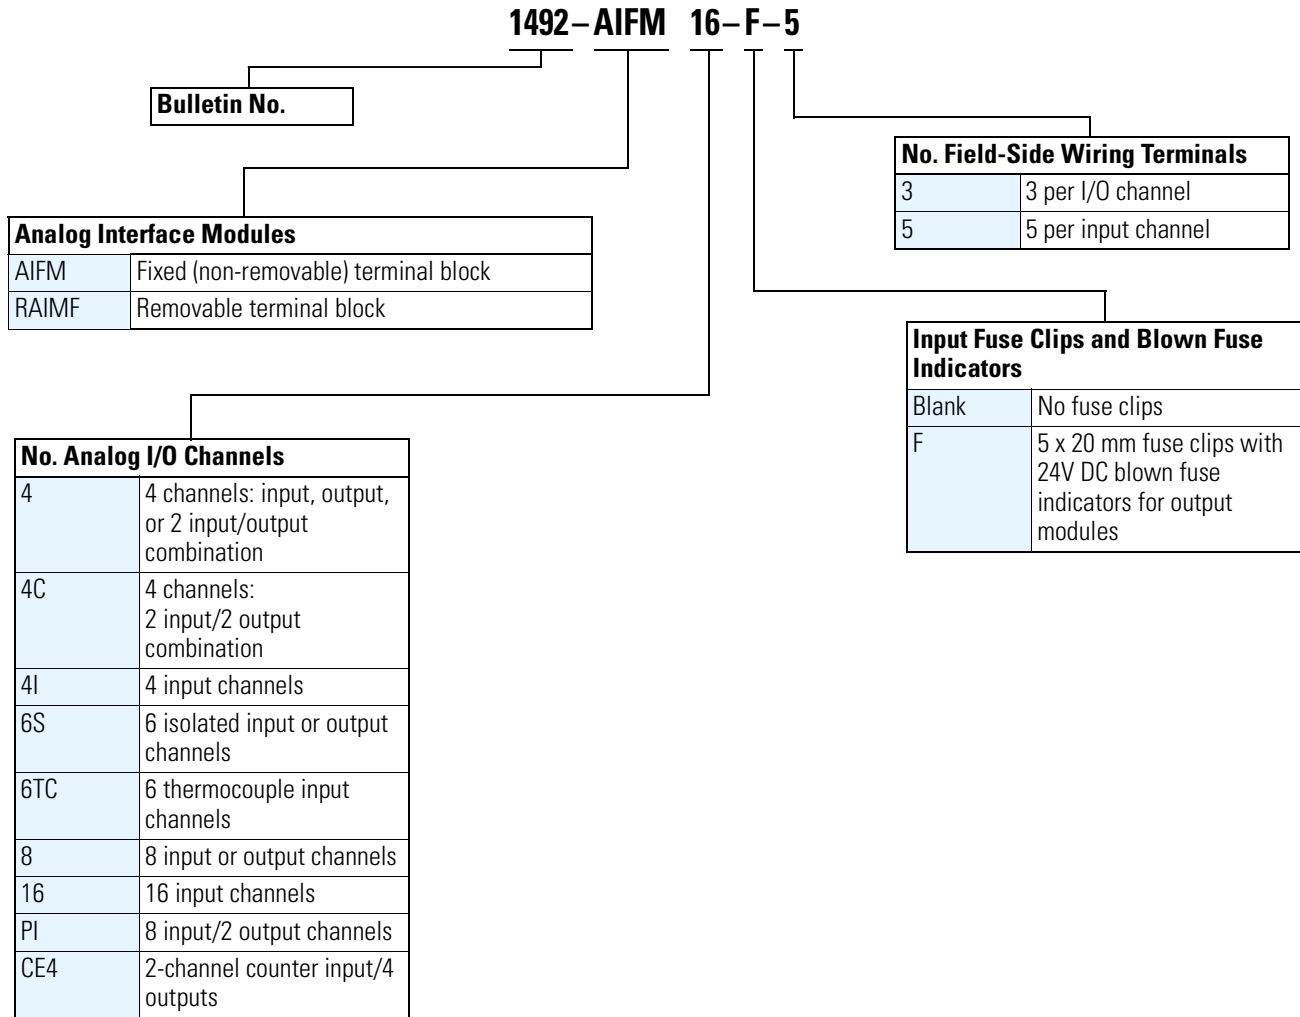 1492–AIFM 16–F–5
Bulletin No.
No. Field-Side Wiring Terminals
3 3 per I/O channel
5 5 per input channel
Analog Interface Modules
AIFM Fixed (non-removable) terminal block
RAIMF Removable terminal block
Input Fuse Clips and Blown Fuse
Indicators
Blank No fuse clips
F 5 x 20 mm fuse clips with
24V DC blown fuse
indicators for output
modules
No. Analog I/O Channels
4 4 channels: input, output,
or 2 input/output
combination
4C 4 channels:
2 input/2 output
combination
4I 4 input channels
6S 6 isolated input or output
channels
6TC 6 thermocouple input
channels
8 8 input or output channels
16 16 input channels
PI 8 input/2 output channels
CE4 2-channel counter input/4
outputs